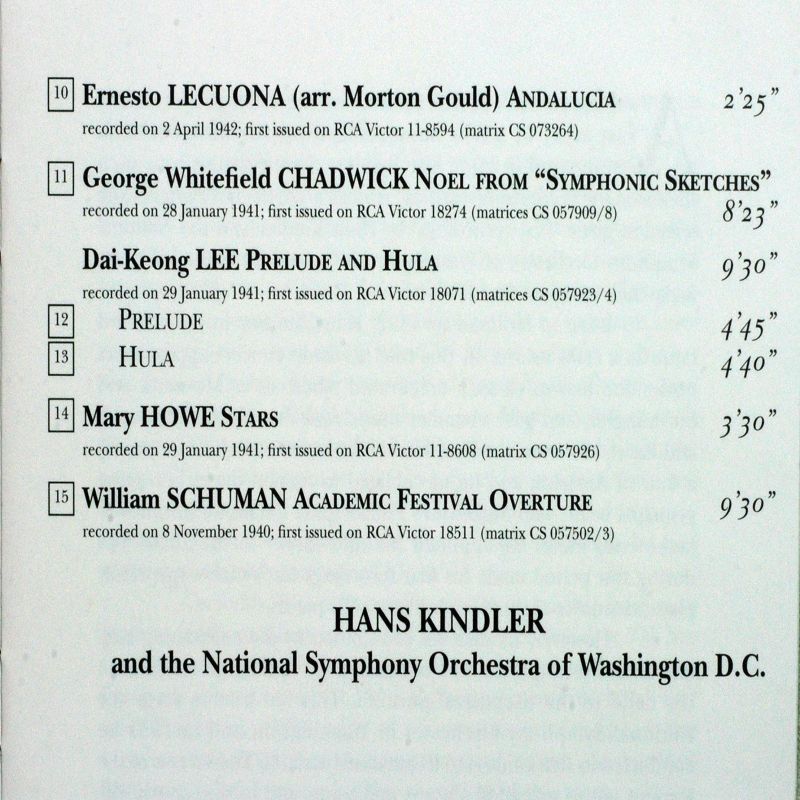 10 Ernesto LECUONA (arr. Morton Gould) ANDALUCIA 2'25"
recorded on 2 April 1942; first issued on RCA Victor 11-8594 (matrix CS 073264)
11 George Whitefield CHADWICK NOEL FROM “SYMPHONIC SKETCHES”
recorded on 28 January 1941; first issued on RCA Victor 18274 (matrices CS 057909/8) 8'23"
Dai-Keong LEE PRELUDE AND HULA 9'30"
recorded on 29 January 1941; first issued on RCA Victor 18071 (matrices CS 057923/4)
12 PRELUDE 4'45"
13 HULA 4'40"
14 Mary HOWE STARS 3'30"
recorded on 29 January 1941; first issued on RCA Victor 11-8608 (matrix CS 057926)
15 William SCHUMAN ACADEMIC FESTIVAL OVERTURE 9'30"
recorded on 8 November 1940; first issued on RCA Victor 18511 (matrix CS 057502/3)
HANS KINDLER
and the National Symphony Orchestra of Washington D.C.